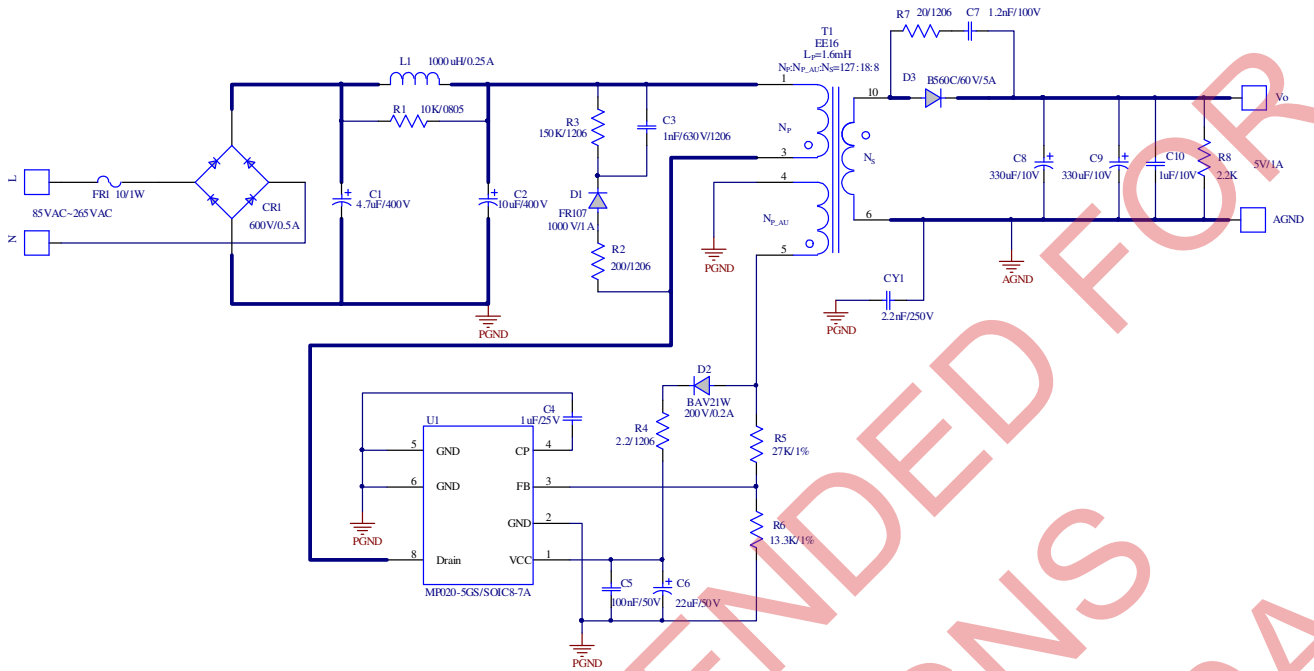 R7 20/1206 C7 1.2nF/100V
T1
EE16
LP=1.6mH
NP:NP_AU:NS=127:18:8
L1 1000uH/0.25A
R1 10K/0805
1
10
D3 B560C/60V/5A
Vo
R3
150K/1206
C3
1nF/630V/1206
NP
NS
3
4
L
FR1 10/1W
85VAC~265VAC
N
CR1
600V/0.5A
C1
4.7uF/400V
C2
10uF/400V
D1
FR107
1000V/1A
R2
200/1206
NP_AU
5
6
PGND
C8
330uF/10V
C9
330uF/10V
C10
1uF/10V
R8
2.2K
5V/1A
AGND
AGND
CY1
2.2nF/250V
PGND
PGND
D2
BAV21W
200V/0.2A
C4
1uF/25V
U1
R4
2.2/1206
R5
27K/1%
5 GND CP 4
6 GND FB 3
GND 2
8 Drain VCC 1
PGND
R6
13.3K/1%
MP020-5GS/SOIC8-7A
C5
100nF/50V
C6
22uF/50V
PGND
FOR